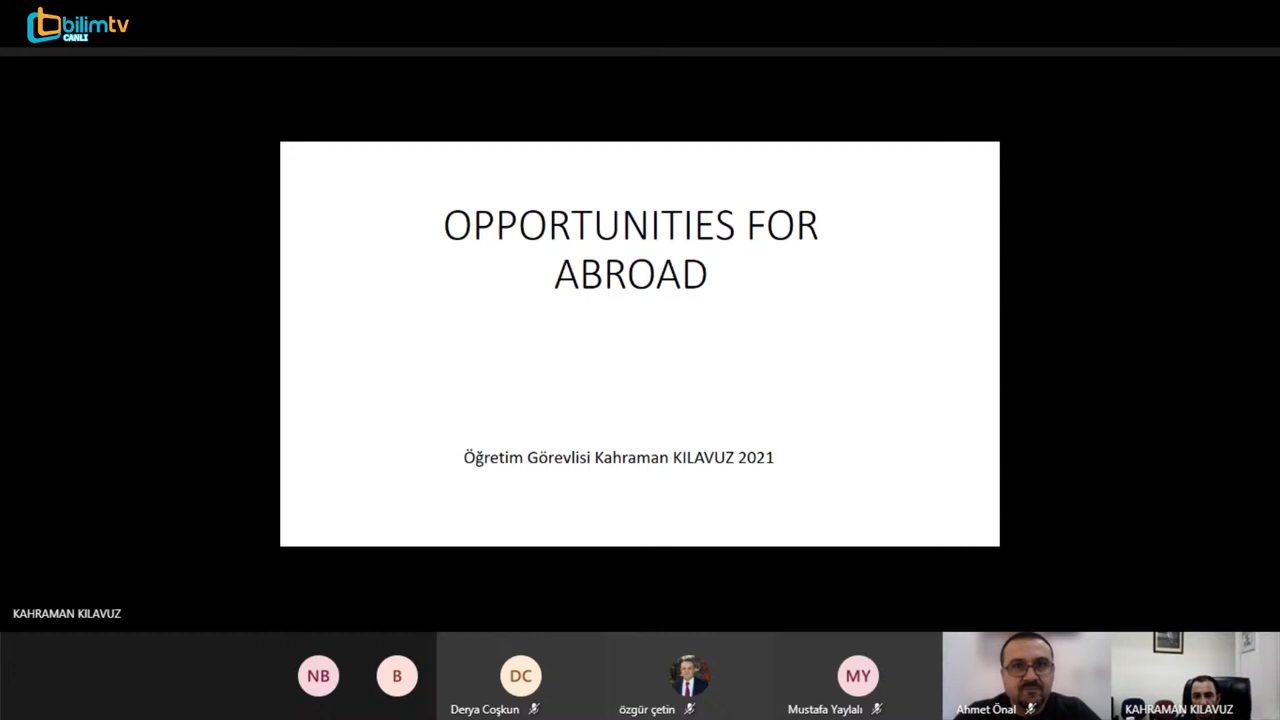 bilimtv
CANLI
OPPORTUNITIES FOR
ABROAD
Öğretim Görevlisi Kahraman KILAVUZ 2021
KAHRAMAN KILAVUZ
NB
B
DC
MY
Derya Coşkun
özgür çetin
Mustafa Yaylalı
Ahmet Önal
KAHRAMAN KILAVUZ